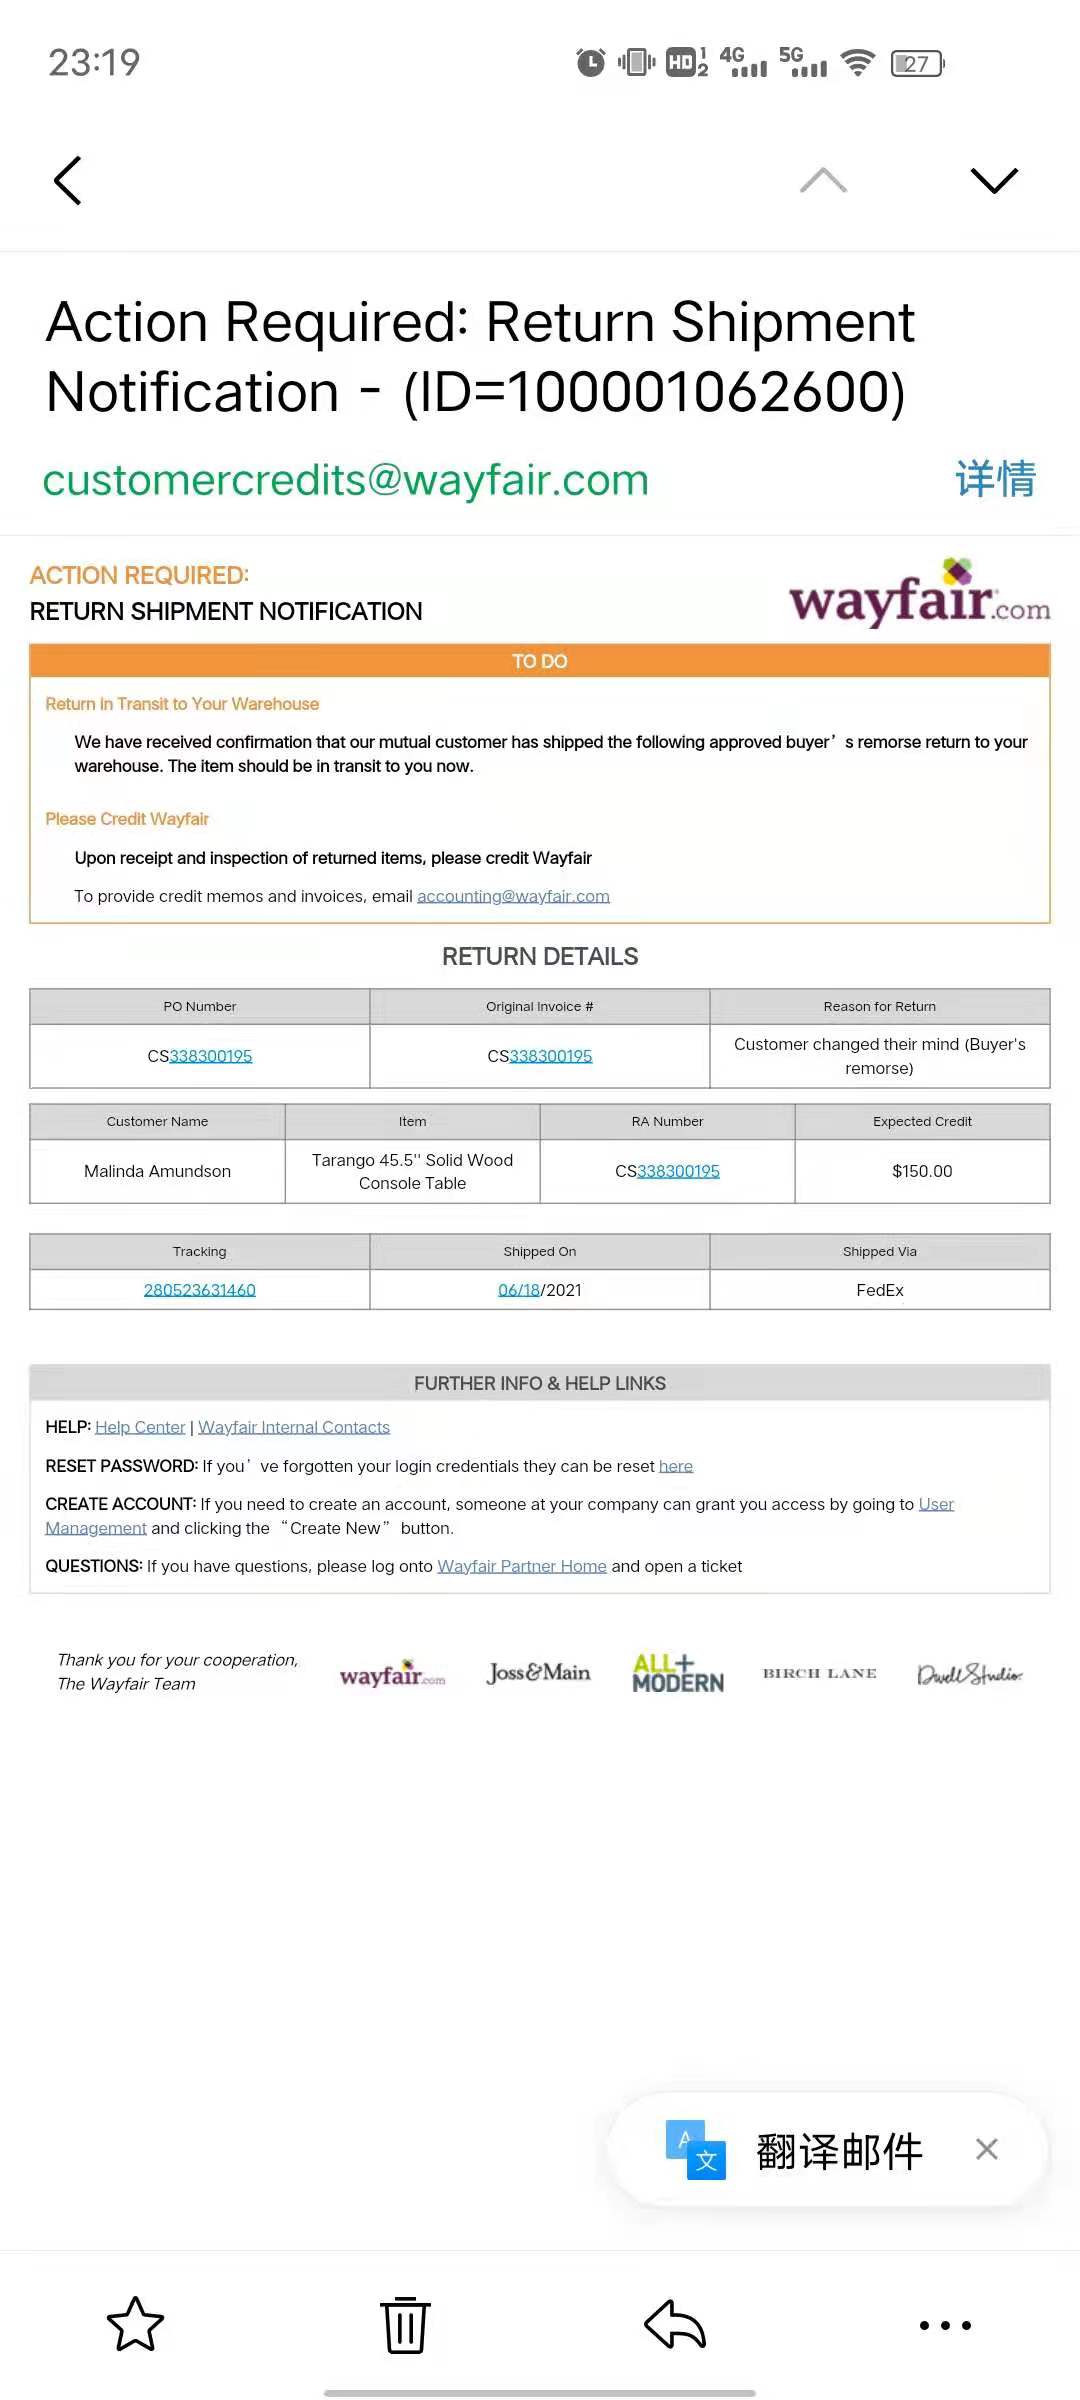 23:19
HD 1 2 4G 5G 27
Action Required: Return Shipment
Notification - (ID=100001062600)
customercredits@wayfair.com 详情
ACTION REQUIRED:
RETURN SHIPMENT NOTIFICATION
wayfair.com
TO DO
Return in Transit to Your Warehouse
We have received confirmation that our mutual customer has shipped the following approved buyer’s remorse return to your
warehouse. The item should be in transit to you now.
Please Credit Wayfair
Upon receipt and inspection of returned items, please credit Wayfair
To provide credit memos and invoices, email accounting@wayfair.com
RETURN DETAILS
PO Number Original Invoice # Reason for Return
CS338300195 CS338300195 Customer changed their mind (Buyer's
remorse)
Customer Name Item RA Number Expected Credit
Malinda Amundson Tarango 45.5'' Solid Wood
Console Table CS338300195 $150.00
Tracking Shipped On Shipped Via
280523631460 06/18/2021 FedEx
FURTHER INFO & HELP LINKS
HELP: Help Center | Wayfair Internal Contacts
RESET PASSWORD: If you’ve forgotten your login credentials they can be reset here
CREATE ACCOUNT: If you need to create an account, someone at your company can grant you access by going to User
Management and clicking the “Create New” button.
QUESTIONS: If you have questions, please log onto Wayfair Partner Home and open a ticket
Thank you for your cooperation,
The Wayfair Team
wayfair.com Joss&Main ALL+ MODERN BIRCH LANE DwellStudio
A 文 翻译邮件